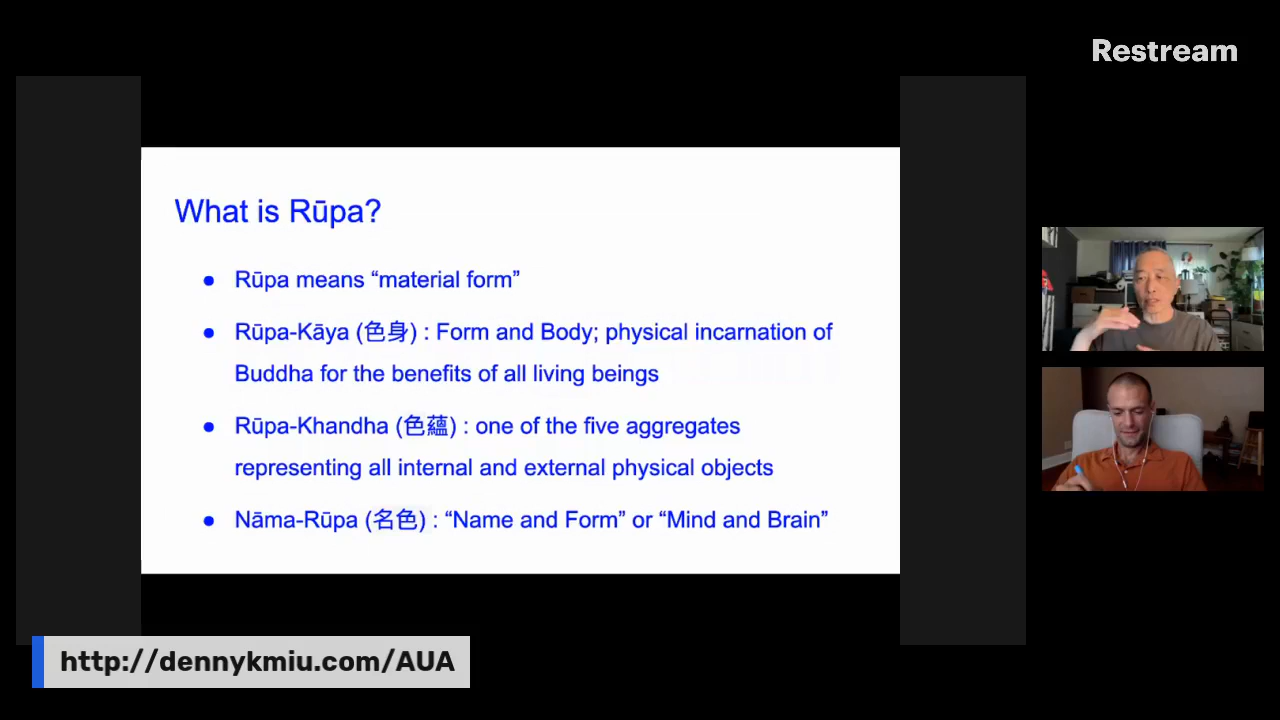 Restream
What is Rūpa?
● Rūpa means “material form”
● Rūpa-Kāya (色身) : Form and Body; physical incarnation of
Buddha for the benefits of all living beings
● Rūpa-Khandha (色蘊) : one of the five aggregates
representing all internal and external physical objects
● Nāma-Rūpa (名色) : “Name and Form” or “Mind and Brain”
http://dennykmiu.com/AUA